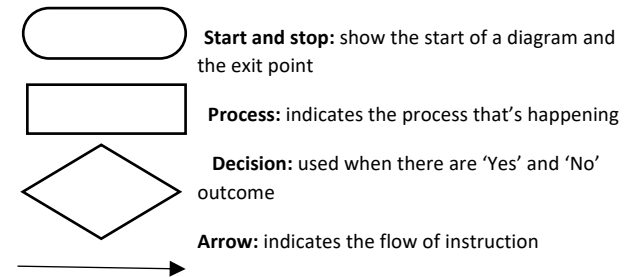 Start and stop: show the start of a diagram and
the exit point
Process: indicates the process that’s happening
Decision: used when there are ‘Yes’ and ‘No’
outcome
Arrow: indicates the flow of instruction